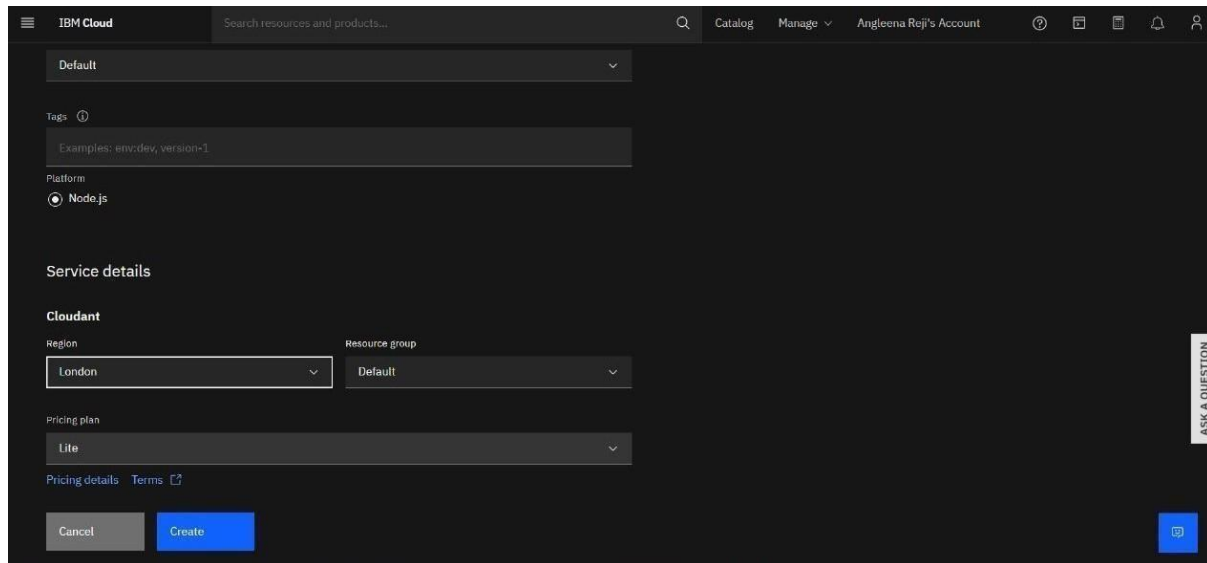 IBM Cloud Search resources and products... Catalog Manage Angleena Reji's Account
Default
Tags
Examples: env:dev, version-1
Platform
Node.js
Service details
Cloudant
Region Resource group
London Default
Pricing plan
Lite
Pricing details Terms
Cancel Create
ASK A QUESTION